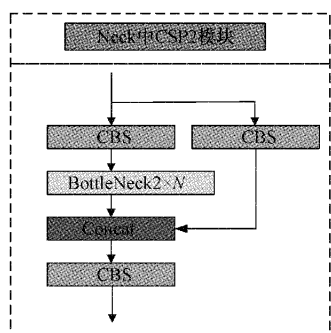 Neck中CSP2模块
CBS
CBS
BottleNeck2×N
Concat
CBS